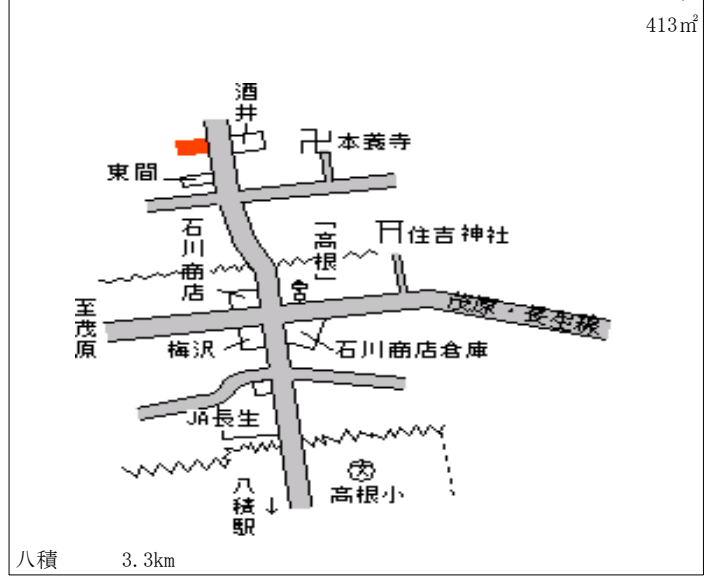 413㎡
酒井
卍本養寺
東間
石川商店
「高根」
住吉神社
至茂原
茂原・長生線
梅沢
石川商店倉庫
JA長生
八積駅↓
文
高根小
八積 3.3km